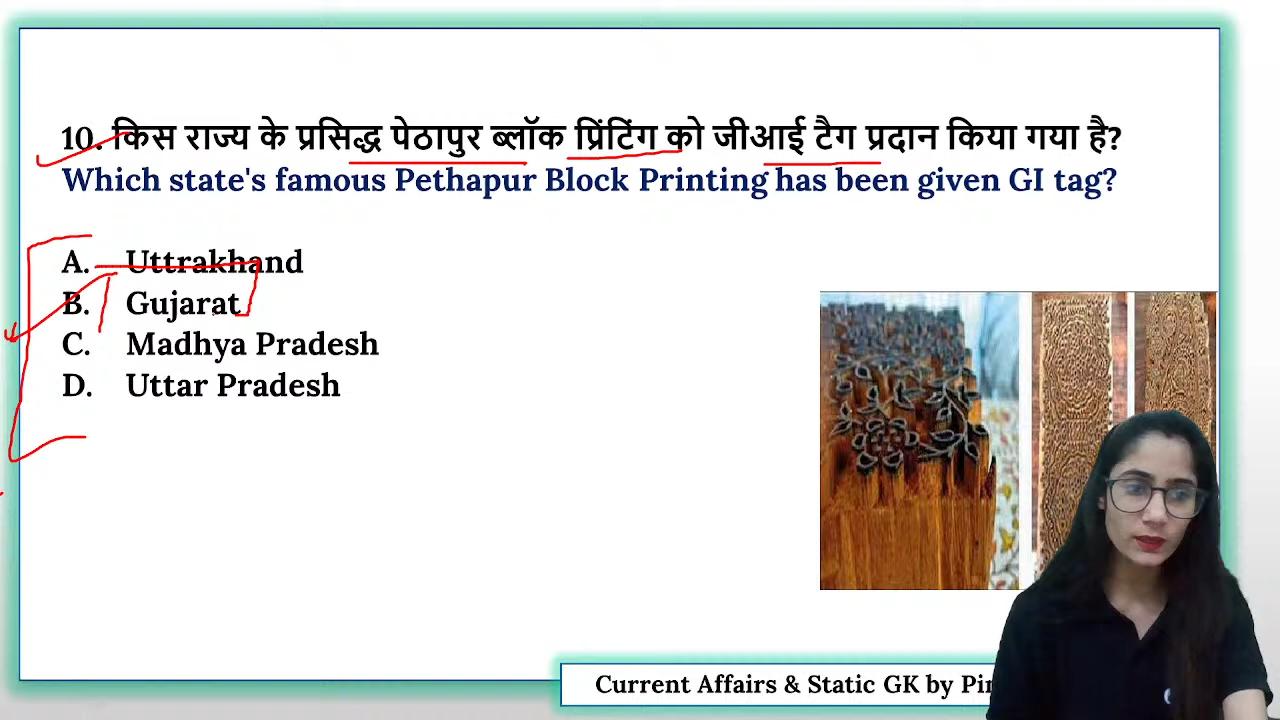 10. किस राज्य के प्रसिद्ध पेठापुर ब्लॉक प्रिंटिंग को जीआई टैग प्रदान किया गया है?
Which state's famous Pethapur Block Printing has been given GI tag?
A. Uttrakhand
B. Gujarat
C. Madhya Pradesh
D. Uttar Pradesh
Current Affairs & Static GK by